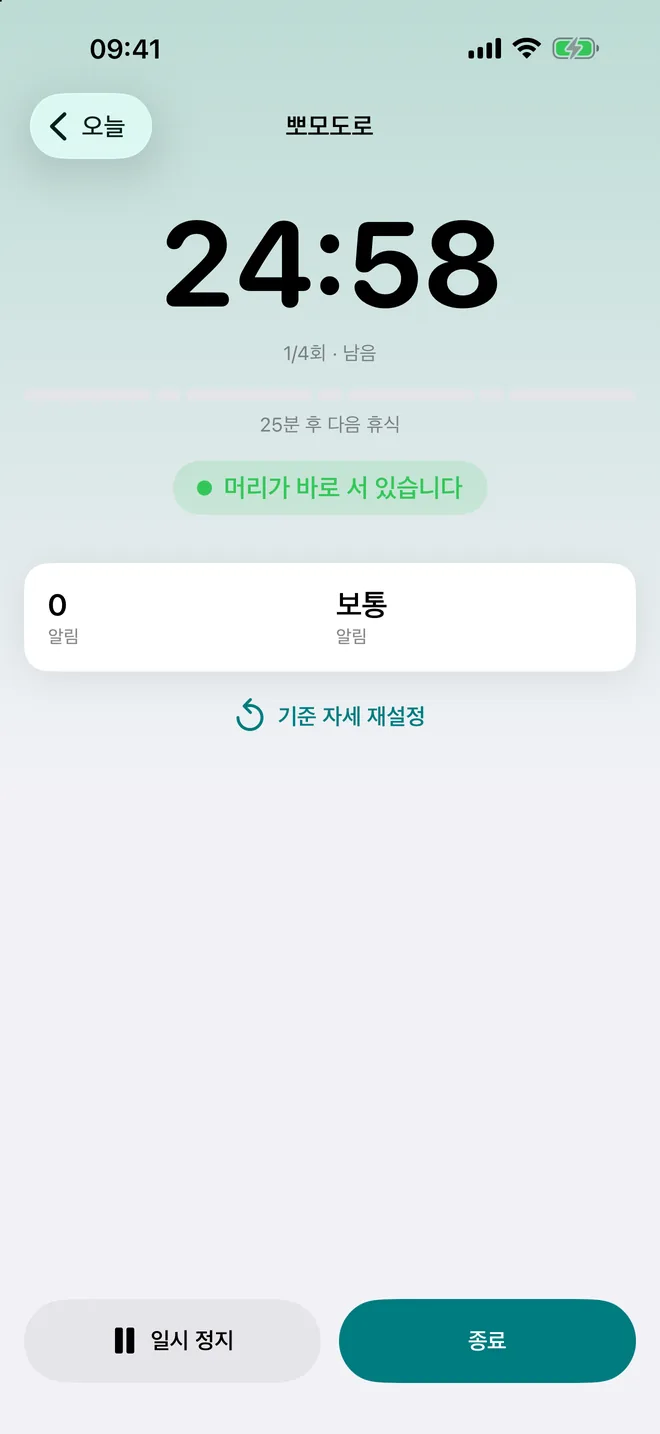 09:41
오늘
뽀모도로
24:58
1/4회 · 남음
25분 후 다음 휴식
머리가 바로 서 있습니다
0
알림
보통
알림
기준 자세 재설정
일시 정지
종료